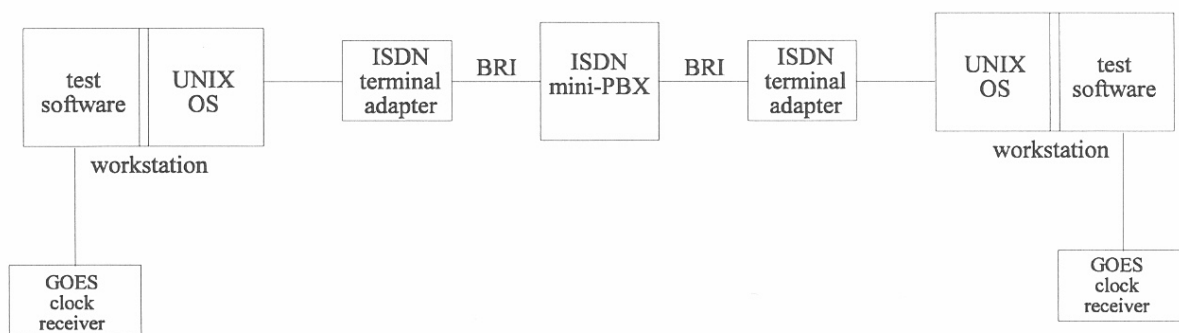 test
software
UNIX
OS
workstation
ISDN
terminal
adapter
BRI
ISDN
mini-PBX
BRI
ISDN
terminal
adapter
UNIX
OS
test
software
workstation
GOES
clock
receiver
GOES
clock
receiver